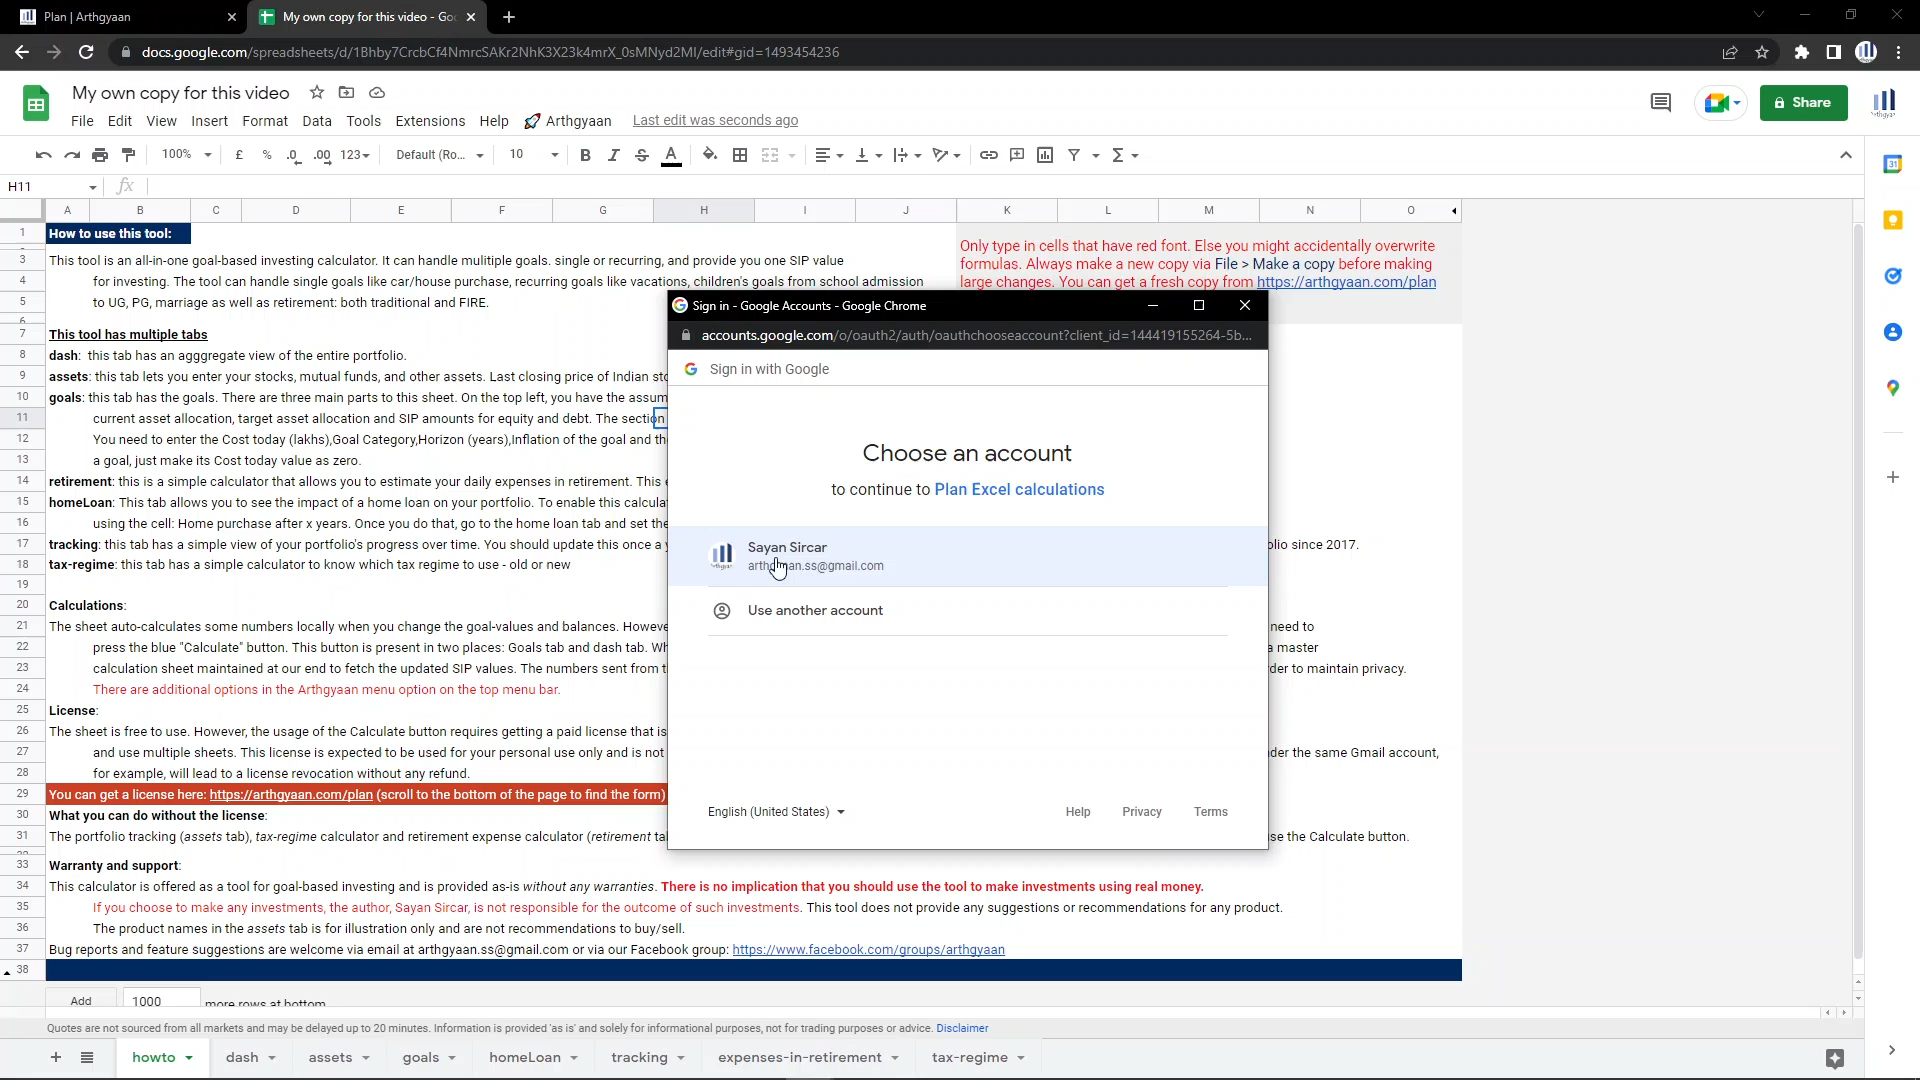 Plan | Arthgyaan
My own copy for this video - Goo
docs.google.com/spreadsheets/d/1Bhby7CrcbCf4NmrcSAKr2NhK3X23k4mrX_0sMNyd2MI/edit#gid=1493454236
My own copy for this video
File Edit View Insert Format Data Tools Extensions Help Arthgyaan Last edit was seconds ago
Share
100% £ % .0 .00 123 Default (Ro... 10 B I S A
H11 fx
A B C D E F G H I J K L M N O
1 How to use this tool:
3 This tool is an all-in-one goal-based investing calculator. It can handle mulitiple goals. single or recurring, and provide you one SIP value
4 for investing. The tool can handle single goals like car/house purchase, recurring goals like vacations, children's goals from school admission
5 to UG, PG, marriage as well as retirement: both traditional and FIRE.
Only type in cells that have red font. Else you might accidentally overwrite
formulas. Always make a new copy via File > Make a copy before making
large changes. You can get a fresh copy from https://arthgyaan.com/plan
7 This tool has multiple tabs
8 dash: this tab has an agggregate view of the entire portfolio.
9 assets: this tab lets you enter your stocks, mutual funds, and other assets. Last closing price of Indian sto
10 goals: this tab has the goals. There are three main parts to this sheet. On the top left, you have the assum
11 current asset allocation, target asset allocation and SIP amounts for equity and debt. The section
12 You need to enter the Cost today (lakhs),Goal Category,Horizon (years),Inflation of the goal and th
13 a goal, just make its Cost today value as zero.
14 retirement: this is a simple calculator that allows you to estimate your daily expenses in retirement. This
15 homeLoan: This tab allows you to see the impact of a home loan on your portfolio. To enable this calcula
16 using the cell: Home purchase after x years. Once you do that, go to the home loan tab and set the
17 tracking: this tab has a simple view of your portfolio's progress over time. You should update this once a y olio since 2017.
18 tax-regime: this tab has a simple calculator to know which tax regime to use - old or new
19
20 Calculations:
21 The sheet auto-calculates some numbers locally when you change the goal-values and balances. Howeve need to
22 press the blue "Calculate" button. This button is present in two places: Goals tab and dash tab. Wh a master
23 calculation sheet maintained at our end to fetch the updated SIP values. The numbers sent from t der to maintain privacy.
24 There are additional options in the Arthgyaan menu option on the top menu bar.
25 License:
26 The sheet is free to use. However, the usage of the Calculate button requires getting a paid license that is
27 and use multiple sheets. This license is expected to be used for your personal use only and is not der the same Gmail account,
28 for example, will lead to a license revocation without any refund.
29 You can get a license here: https://arthgyaan.com/plan (scroll to the bottom of the page to find the form)
30 What you can do without the license:
31 The portfolio tracking (assets tab), tax-regime calculator and retirement expense calculator (retirement ta se the Calculate button.
33 Warranty and support:
34 This calculator is offered as a tool for goal-based investing and is provided as-is without any warranties. There is no implication that you should use the tool to make investments using real money.
35 If you choose to make any investments, the author, Sayan Sircar, is not responsible for the outcome of such investments. This tool does not provide any suggestions or recommendations for any product.
36 The product names in the assets tab is for illustration only and are not recommendations to buy/sell.
37 Bug reports and feature suggestions are welcome via email at arthgyaan.ss@gmail.com or via our Facebook group: https://www.facebook.com/groups/arthgyaan
38
Sign in - Google Accounts - Google Chrome
accounts.google.com/o/oauth2/auth/oauthchooseaccount?client_id=144419155264-5b...
Sign in with Google
Choose an account
to continue to Plan Excel calculations
Sayan Sircar
arthgyaan.ss@gmail.com
Use another account
English (United States) Help Privacy Terms
Add 1000 more rows at bottom
Quotes are not sourced from all markets and may be delayed up to 20 minutes. Information is provided 'as is' and solely for informational purposes, not for trading purposes or advice. Disclaimer
howto dash assets goals homeLoan tracking expenses-in-retirement tax-regime